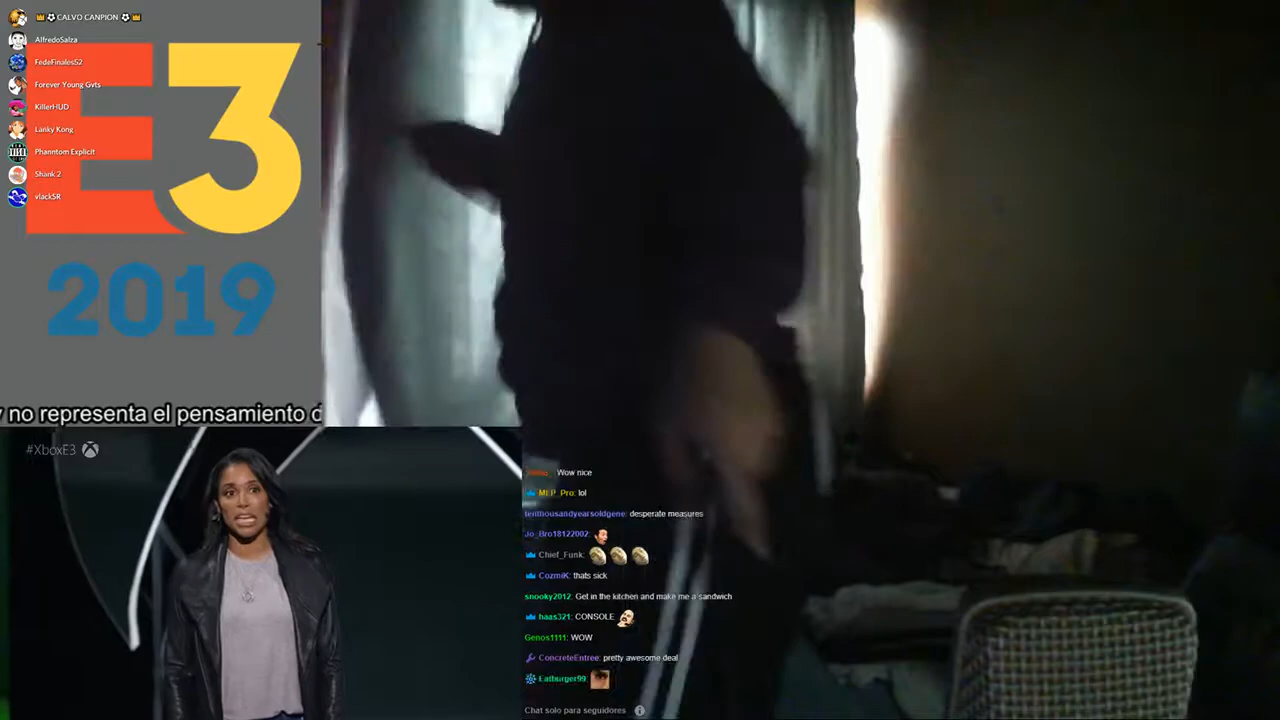 CALVO CANPION
AlfredoSalza
FedeFinales52
Forever Young Gvts
KillerHUD
Lanky Kong
Phanntom Explicit
Shank 2
vlackSR
E3
2019
y no representa el pensamiento d
#XboxE3
Wow nice
MLP_Pro: lol
tenthousandyearsoldgene: desperate measures
Jo_Bro18122002:
Chief_Funk:
CozmiK: thats sick
snooky2012: Get in the kitchen and make me a sandwich
haas321: CONSOLE
Genos1111: WOW
ConcreteEntree: pretty awesome deal
Eatburger99
Chat solo para seguidores